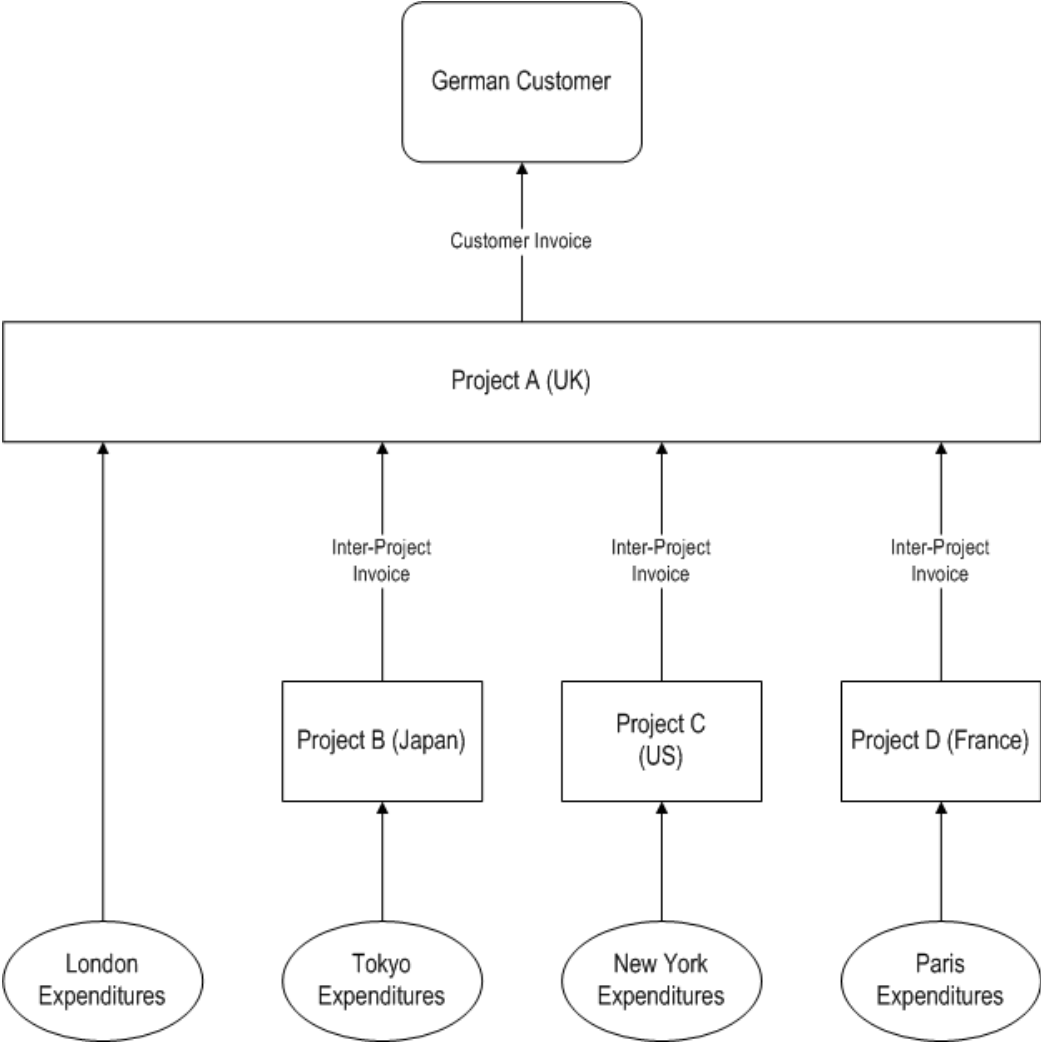 German Customer
Customer Invoice
Project A (UK)
Inter-Project
Invoice
Inter-Project
Invoice
Inter-Project
Invoice
Project B (Japan)
Project C
(US)
Project D (France)
London
Expenditures
Tokyo
Expenditures
New York
Expenditures
Paris
Expenditures